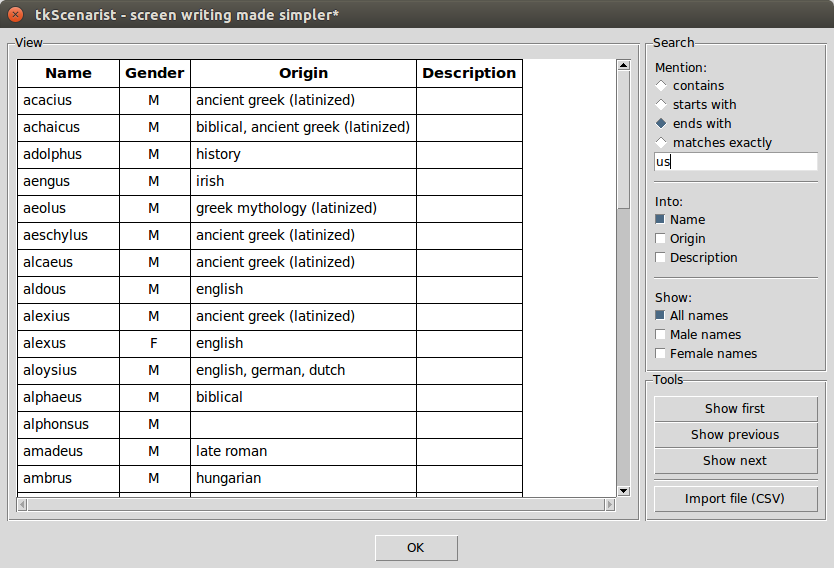 tkScenarist - screen writing made simpler*
View
Name Gender Origin Description
acacius M ancient greek (latinized)
achaicus M biblical, ancient greek (latinized)
adolphus M history
aengus M irish
aeolus M greek mythology (latinized)
aeschylus M ancient greek (latinized)
alcaeus M ancient greek (latinized)
aldous M english
alexius M ancient greek (latinized)
alexus F english
aloysius M english, german, dutch
alphaeus M biblical
alphonsus M
amadeus M late roman
ambrus M hungarian
Search
Mention:
contains
starts with
ends with
matches exactly
us
Into:
Name
Origin
Description
Show:
All names
Male names
Female names
Tools
Show first
Show previous
Show next
Import file (CSV)
OK